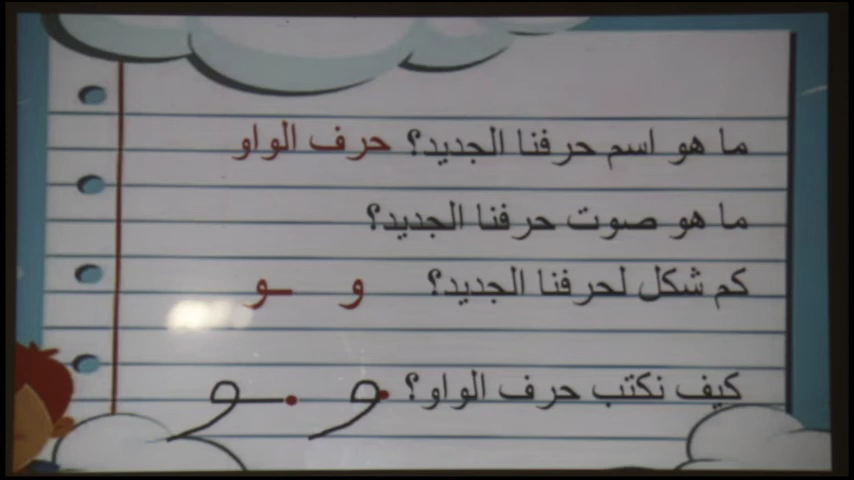 ما هو اسم حرفنا الجديد؟ حرف الواو
ما هو صوت حرفنا الجديد؟
كم شكل لحرفنا الجديد؟ و ـو
كيف نكتب حرف الواو؟ و ـو